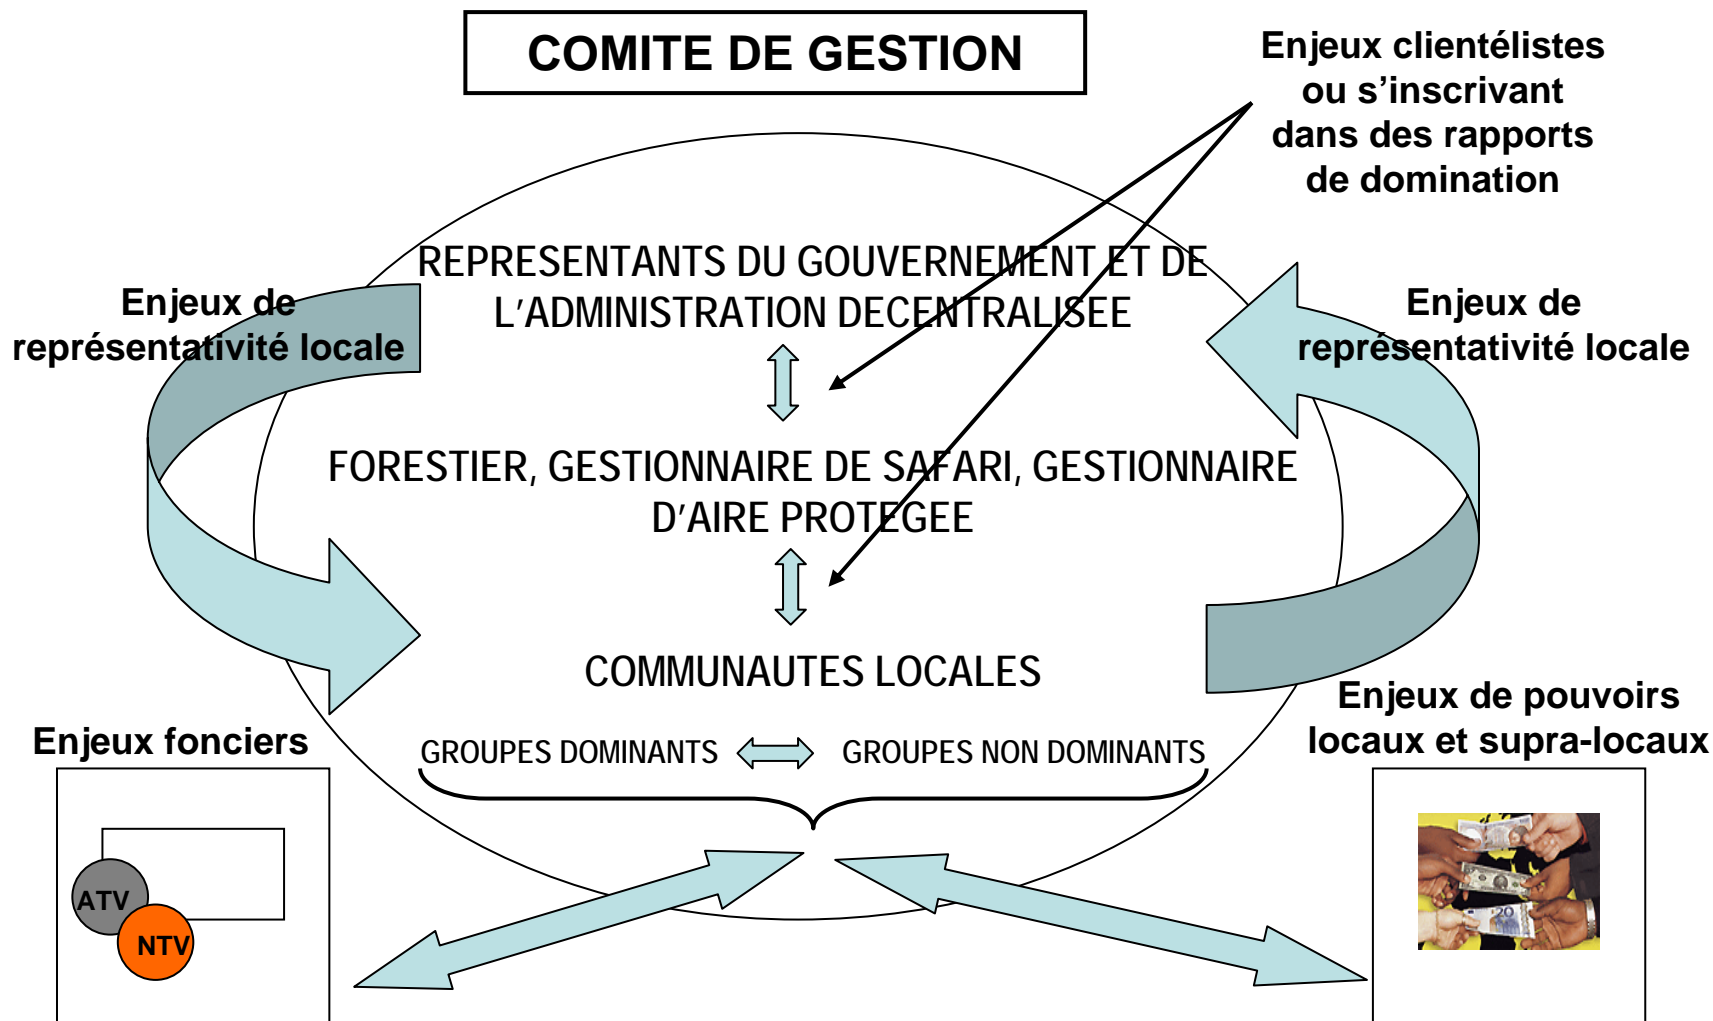 COMITE DE GESTION
Enjeux clientélistes
ou s’inscrivant
dans des rapports
de domination
REPRESENTANTS DU GOUVERNEMENT ET DE
L’ADMINISTRATION DECENTRALISEE
Enjeux de
représentativité locale
Enjeux de
représentativité locale
FORESTIER, GESTIONNAIRE DE SAFARI, GESTIONNAIRE
D’AIRE PROTEGEE
COMMUNAUTES LOCALES
GROUPES DOMINANTS
GROUPES NON DOMINANTS
Enjeux fonciers
ATV
NTV
Enjeux de pouvoirs
locaux et supra-locaux
20